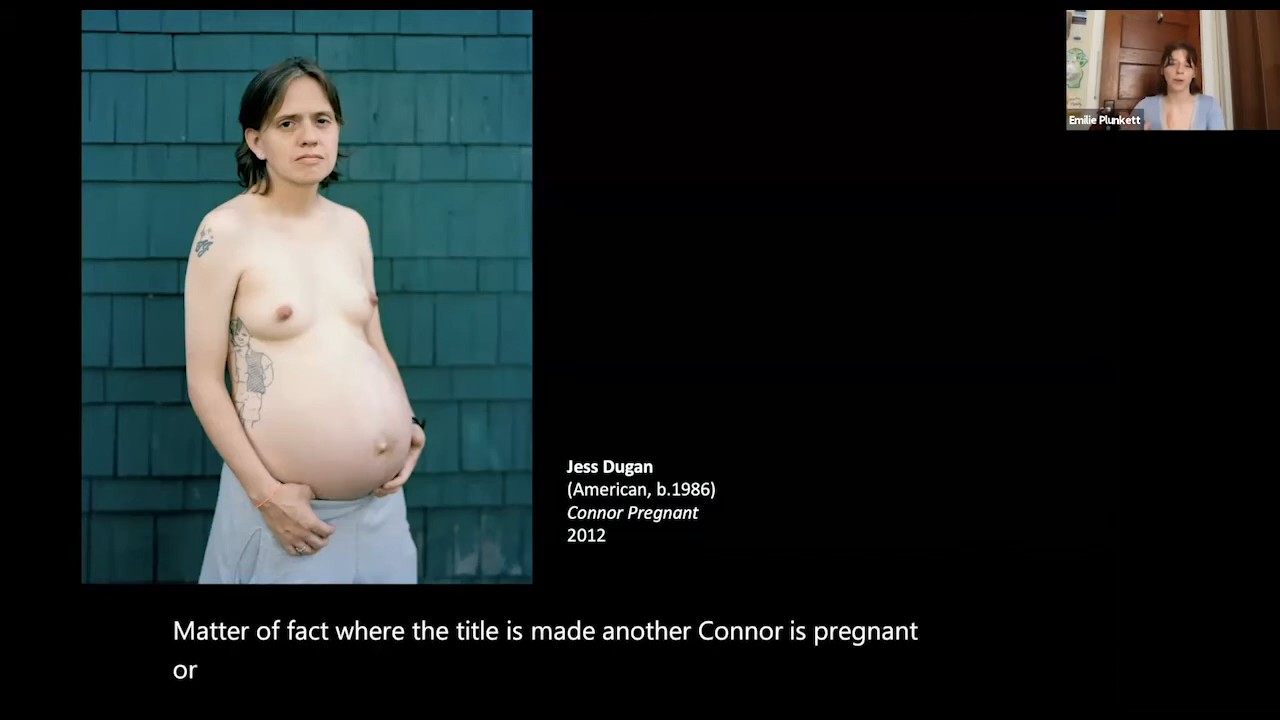 Emilie Plunkett
Jess Dugan
(American, b.1986)
Connor Pregnant
2012
Matter of fact where the title is made another Connor is pregnant
or